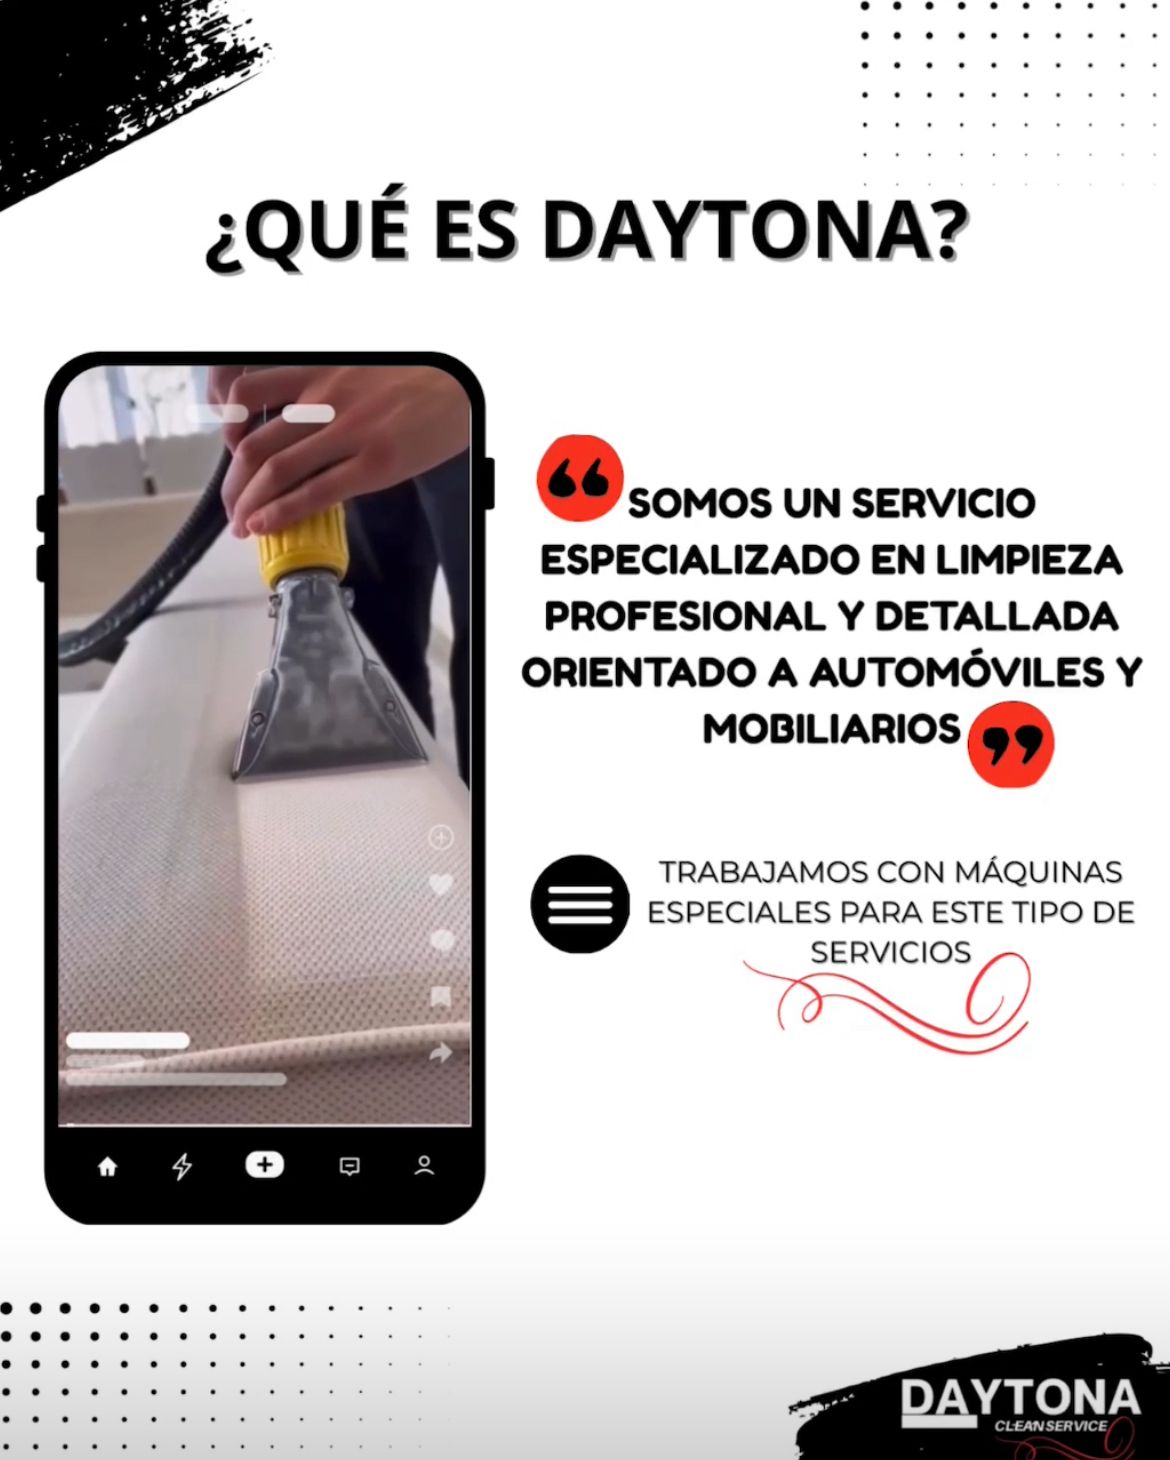 ¿QUÉ ES DAYTONA?
SOMOS UN SERVICIO
ESPECIALIZADO EN LIMPIEZA
PROFESIONAL Y DETALLADA
ORIENTADO A AUTOMÓVILES Y
MOBILIARIOS
TRABAJAMOS CON MÁQUINAS
ESPECIALES PARA ESTE TIPO DE
SERVICIOS
DAYTONA
CLEAN SERVICE